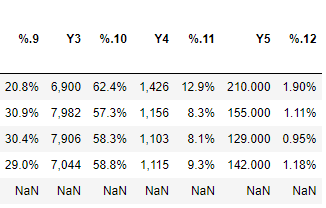 %.9 Y3 %.10 Y4 %.11 Y5 %.12
20.8% 6,900 62.4% 1,426 12.9% 210.000 1.90%
30.9% 7,982 57.3% 1,156 8.3% 155.000 1.11%
30.4% 7,906 58.3% 1,103 8.1% 129.000 0.95%
29.0% 7,044 58.8% 1,115 9.3% 142.000 1.18%
NaN NaN NaN NaN NaN NaN NaN